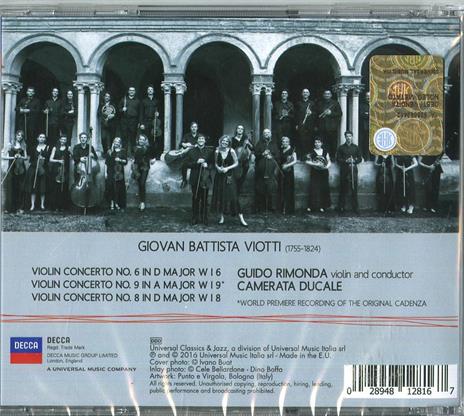 GIOVAN BATTISTA VIOTTI (1755-1824)
VIOLIN CONCERTO NO. 6 IN D MAJOR W I 6
VIOLIN CONCERTO NO. 9 IN A MAJOR W I 9*
VIOLIN CONCERTO NO. 8 IN D MAJOR W I 8
GUIDO RIMONDA violin and conductor
CAMERATA DUCALE
*WORLD PREMIERE RECORDING OF THE ORIGINAL CADENZA
DECCA
DECCA
Regd. Trade Mark
DECCA MUSIC GROUP LIMITED
London, England
A UNIVERSAL MUSIC COMPANY
DDD
Universal Classics & Jazz, a division of Universal Music Italia srl
℗ and © 2016 Universal Music Italia srl - Made in the E.U.
Cover photo: © Ivano Buat
Inlay photo: © Cele Bellardone - Dino Boffa
Artwork: Punto e Virgola, Bologna (Italy)
All rights reserved. Unauthorised copying, reproduction, hiring, lending,
public performance and broadcasting prohibited.
0 28948 12816 7